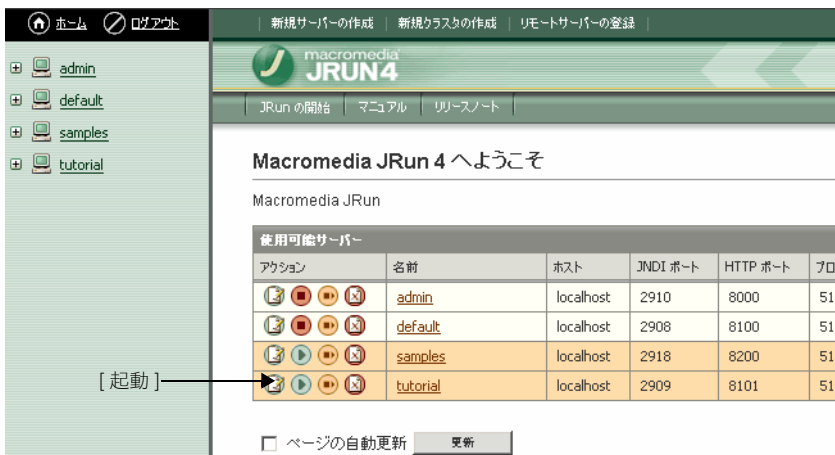 ホーム ログアウト
新規サーバーの作成 | 新規クラスタの作成 | リモートサーバーの登録 |
admin
default
samples
tutorial
macromedia
JRUN4
JRun の開始 | マニュアル | リリースノート |
Macromedia JRun 4 へようこそ
Macromedia JRun
使用可能サーバー
アクション 名前 ホスト JNDI ポート HTTP ポート プロ
admin localhost 2910 8000 51
default localhost 2908 8100 51
samples localhost 2918 8200 51
[ 起動 ]
tutorial localhost 2909 8101 51
ページの自動更新 更新